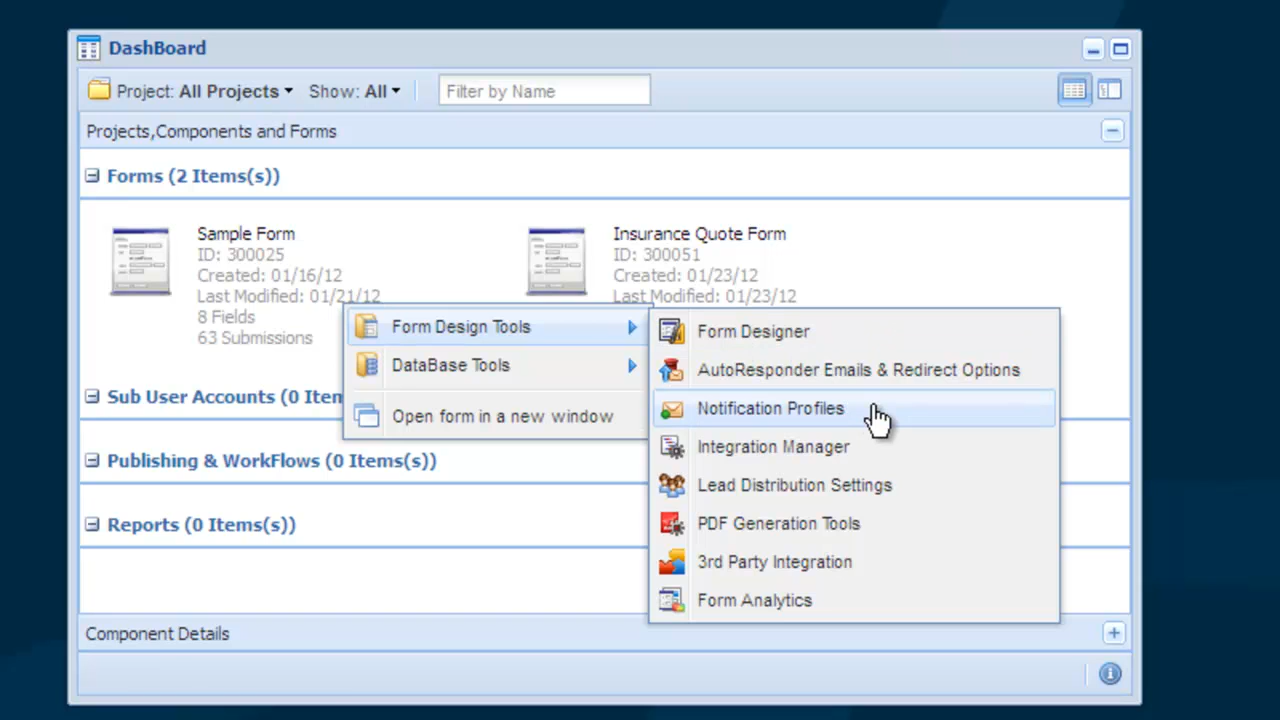 DashBoard
Project: All Projects Show: All Filter by Name
Projects,Components and Forms
Forms (2 Items(s))
Sample Form
ID: 300025
Created: 01/16/12
Last Modified: 01/21/12
8 Fields
63 Submissions
Insurance Quote Form
ID: 300051
Created: 01/23/12
Last Modified: 01/23/12
Form Design Tools
DataBase Tools
Open form in a new window
Form Designer
AutoResponder Emails & Redirect Options
Notification Profiles
Integration Manager
Lead Distribution Settings
PDF Generation Tools
3rd Party Integration
Form Analytics
Sub User Accounts (0 Iten
Publishing & WorkFlows (0 Items(s))
Reports (0 Items(s))
Component Details